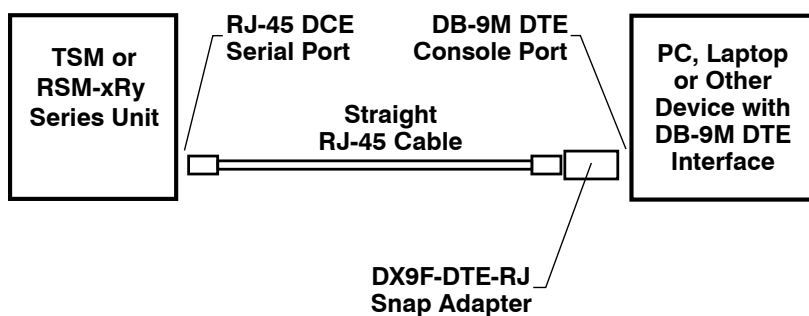 TSM or
RSM-xRy
Series Unit
RJ-45 DCE
Serial Port
DB-9M DTE
Console Port
PC, Laptop
or Other
Device with
DB-9M DTE
Interface
Straight
RJ-45 Cable
DX9F-DTE-RJ
Snap Adapter